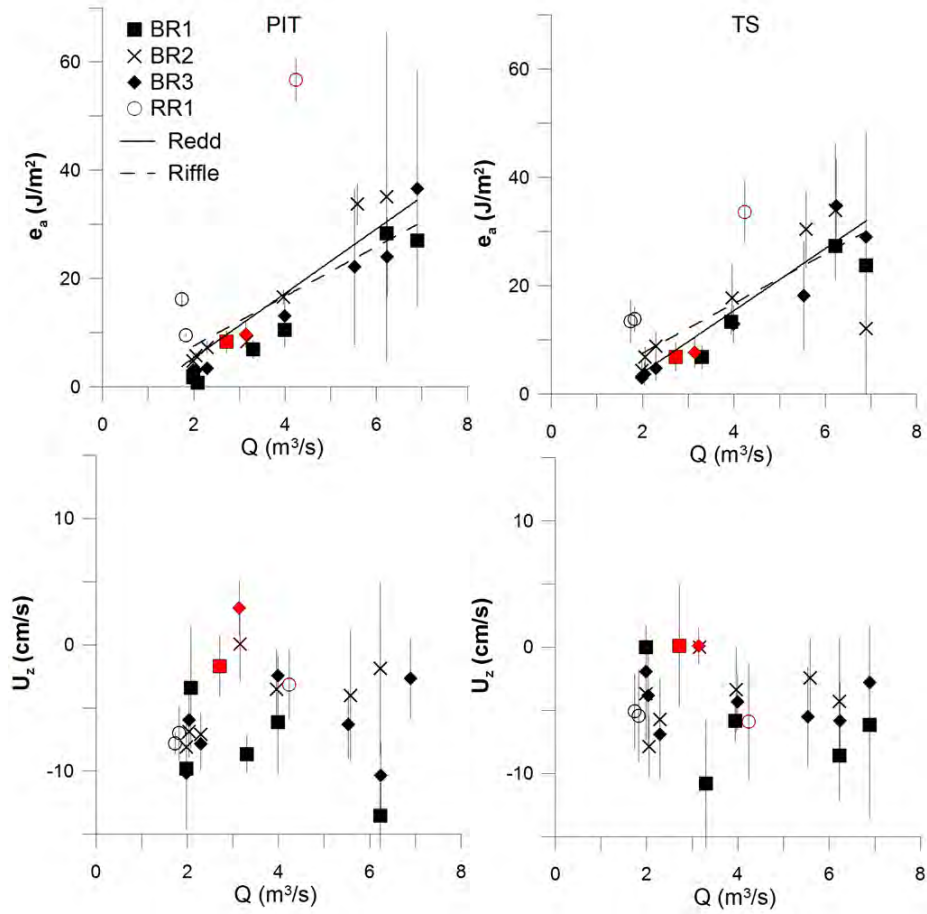 PIT
TS
BR1
BR2
BR3
RR1
Redd
Riffle
60
40
20
0
eₐ (J/m²)
0 2 4 6 8
Q (m³/s)
60
40
20
0
eₐ (J/m²)
0 2 4 6 8
Q (m³/s)
10
0
-10
U_z (cm/s)
0 2 4 6 8
Q (m³/s)
10
0
-10
U_z (cm/s)
0 2 4 6 8
Q (m³/s)